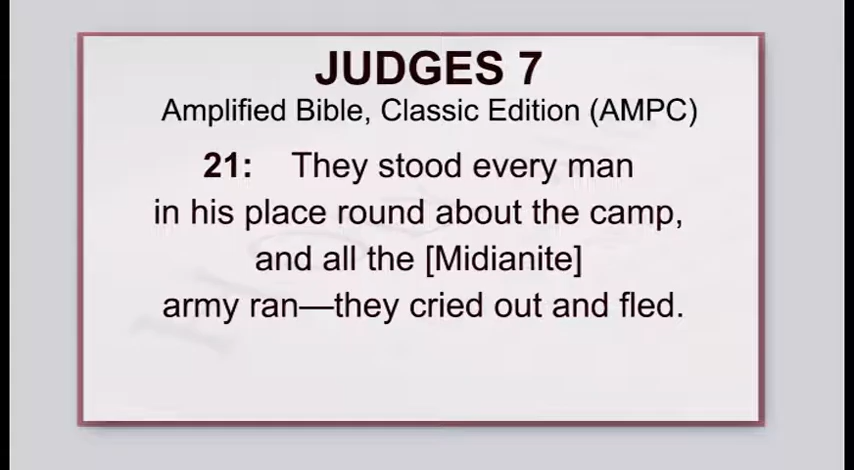 JUDGES 7
Amplified Bible, Classic Edition (AMPC)
21: They stood every man
in his place round about the camp,
and all the [Midianite]
army ran—they cried out and fled.